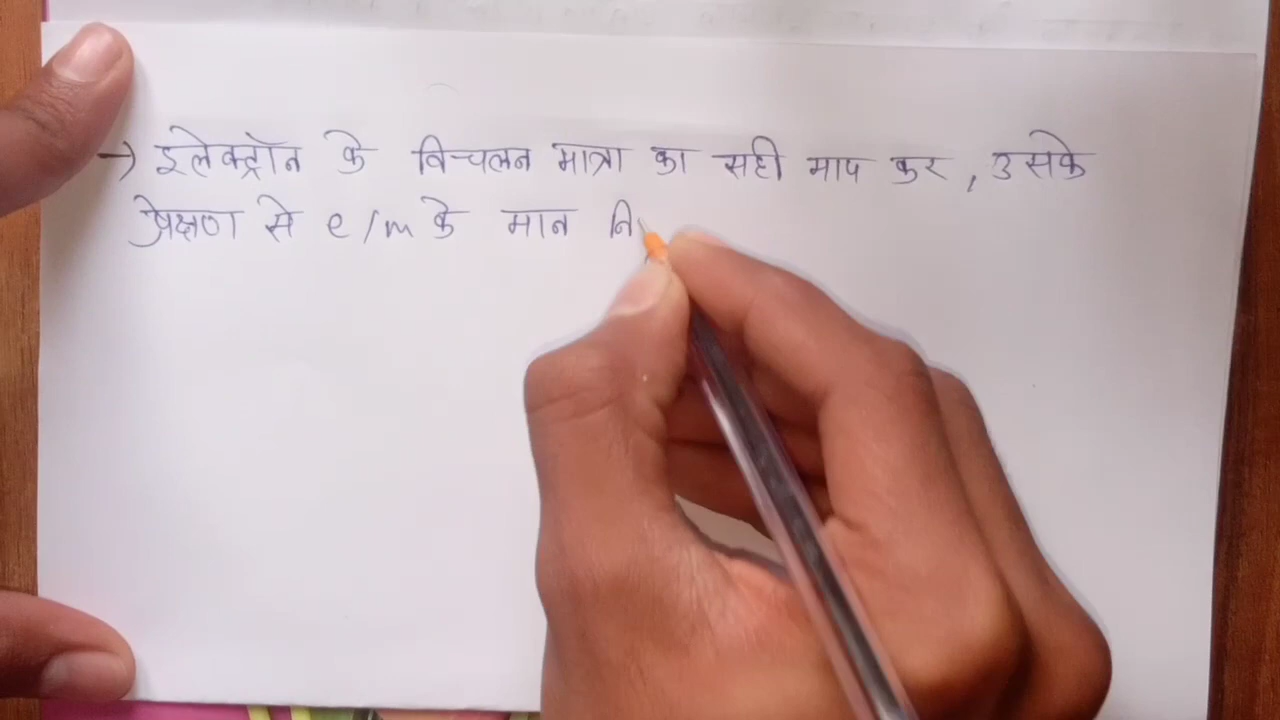 → इलेक्ट्रॉन के विचलन मात्रा का सही माप कर, उसके
प्रेक्षण से e/m के मान नि